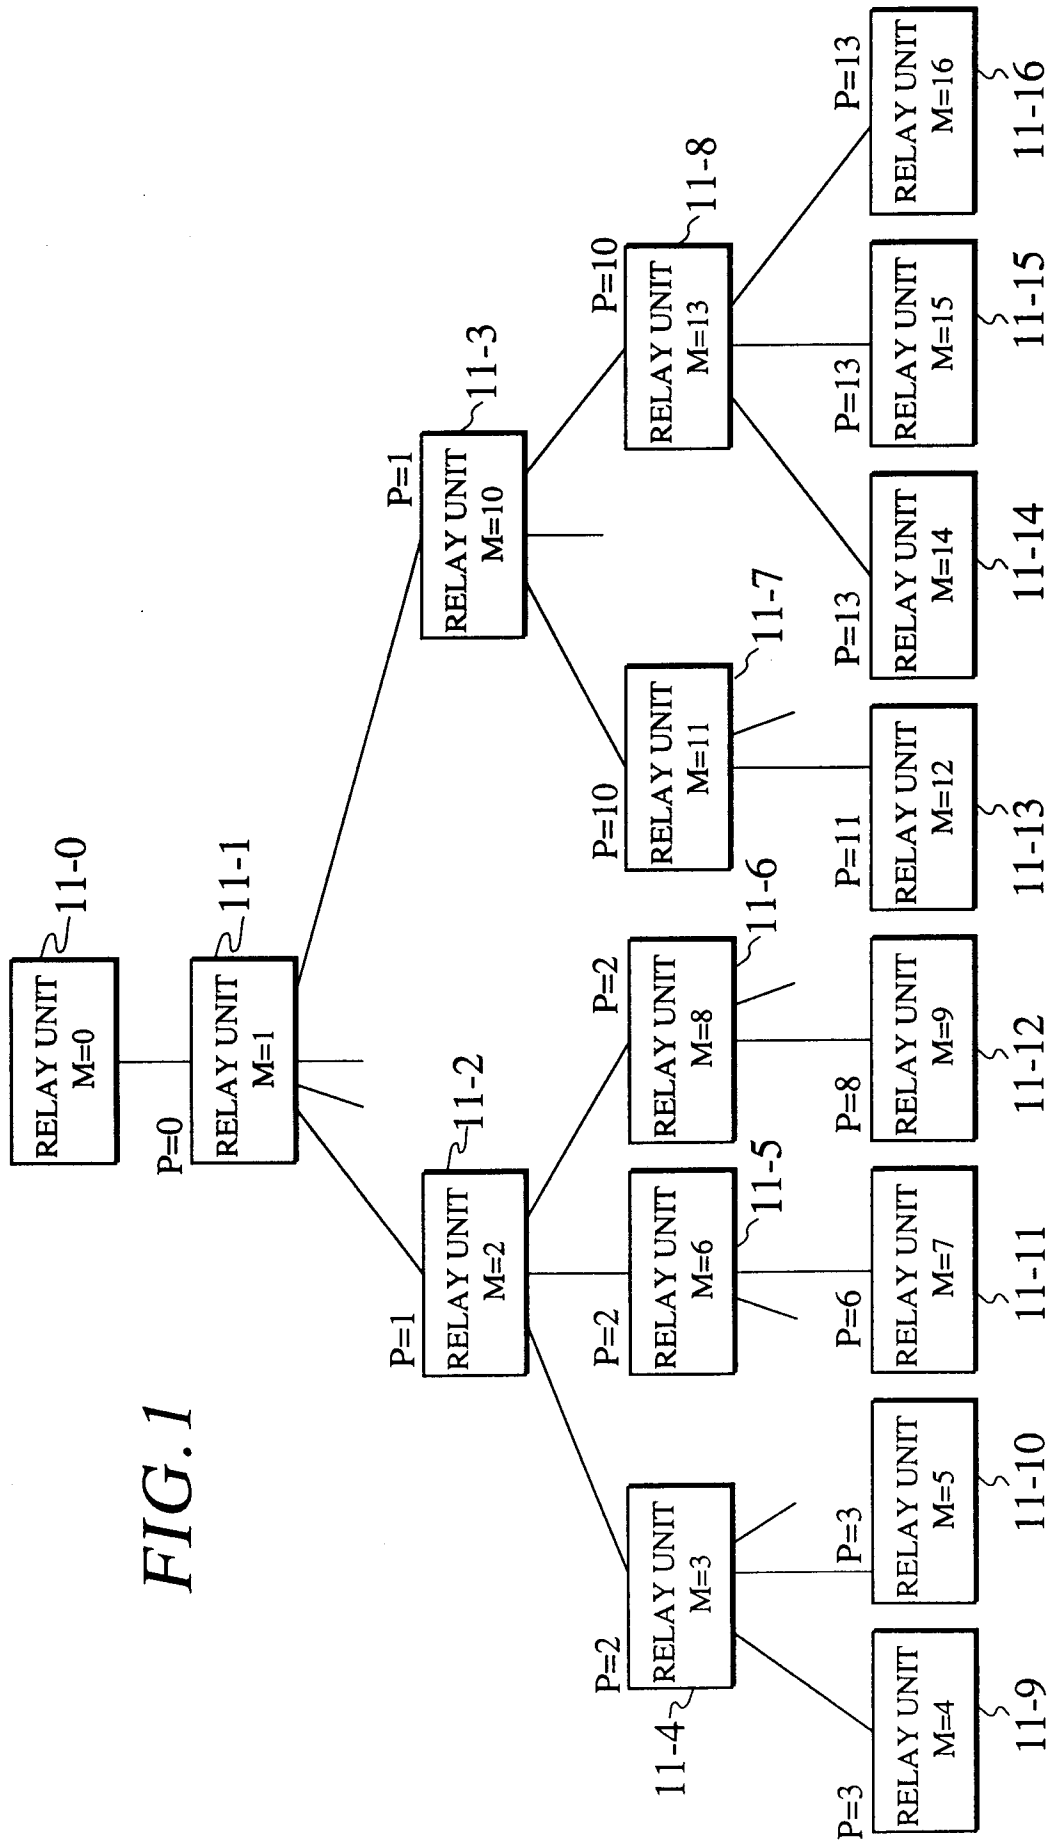 FIG.1
RELAY UNIT
M=0
11-0
P=0
RELAY UNIT
M=1
11-1
P=1
RELAY UNIT
M=2
11-2
P=1
RELAY UNIT
M=10
11-3
P=2
RELAY UNIT
M=3
11-4
P=2
RELAY UNIT
M=6
11-5
P=2
RELAY UNIT
M=8
11-6
P=10
RELAY UNIT
M=11
11-7
P=10
RELAY UNIT
M=13
11-8
P=3
RELAY UNIT
M=4
11-9
P=3
RELAY UNIT
M=5
11-10
P=6
RELAY UNIT
M=7
11-11
P=8
RELAY UNIT
M=9
11-12
P=11
RELAY UNIT
M=12
11-13
P=13
RELAY UNIT
M=14
11-14
P=13
RELAY UNIT
M=15
11-15
P=13
RELAY UNIT
M=16
11-16